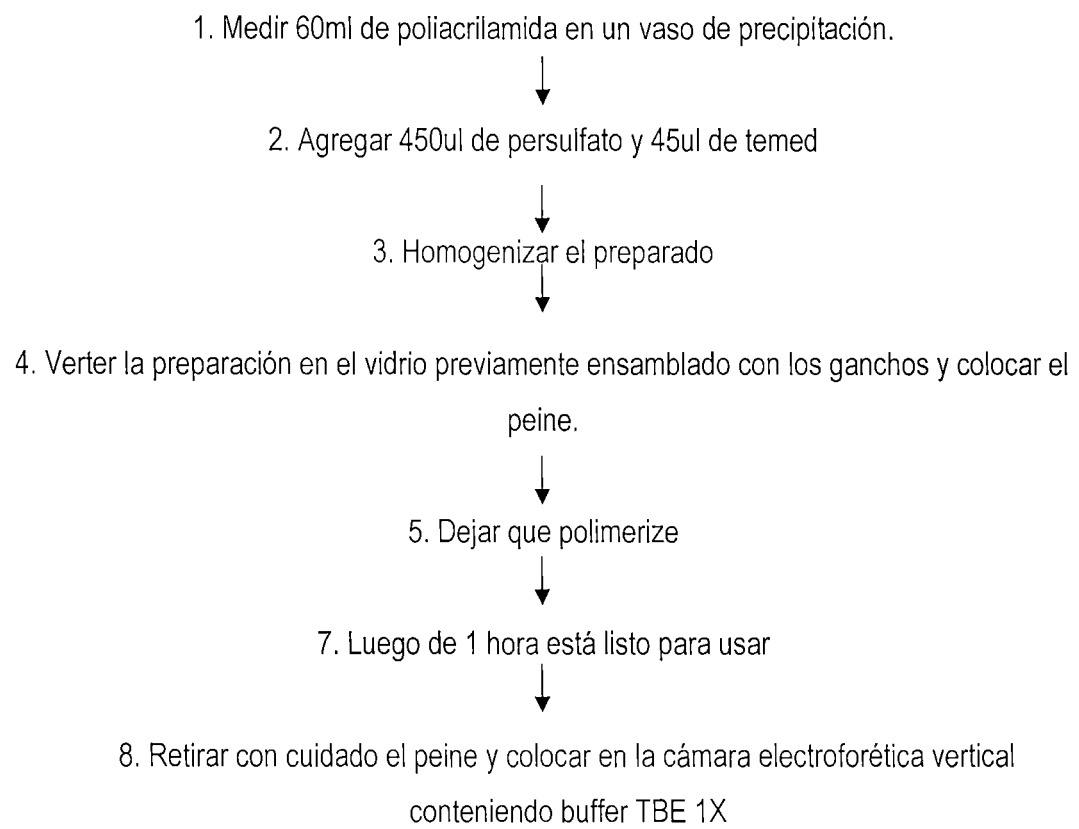 1. Medir 60ml de poliacrilamida en un vaso de precipitación.
2. Agregar 450ul de persulfato y 45ul de temed
3. Homogenizar el preparado
4. Verter la preparación en el vidrio previamente ensamblado con los ganchos y colocar el
peine.
5. Dejar que polimerize
7. Luego de 1 hora está listo para usar
8. Retirar con cuidado el peine y colocar en la cámara electroforética vertical
conteniendo buffer TBE 1X